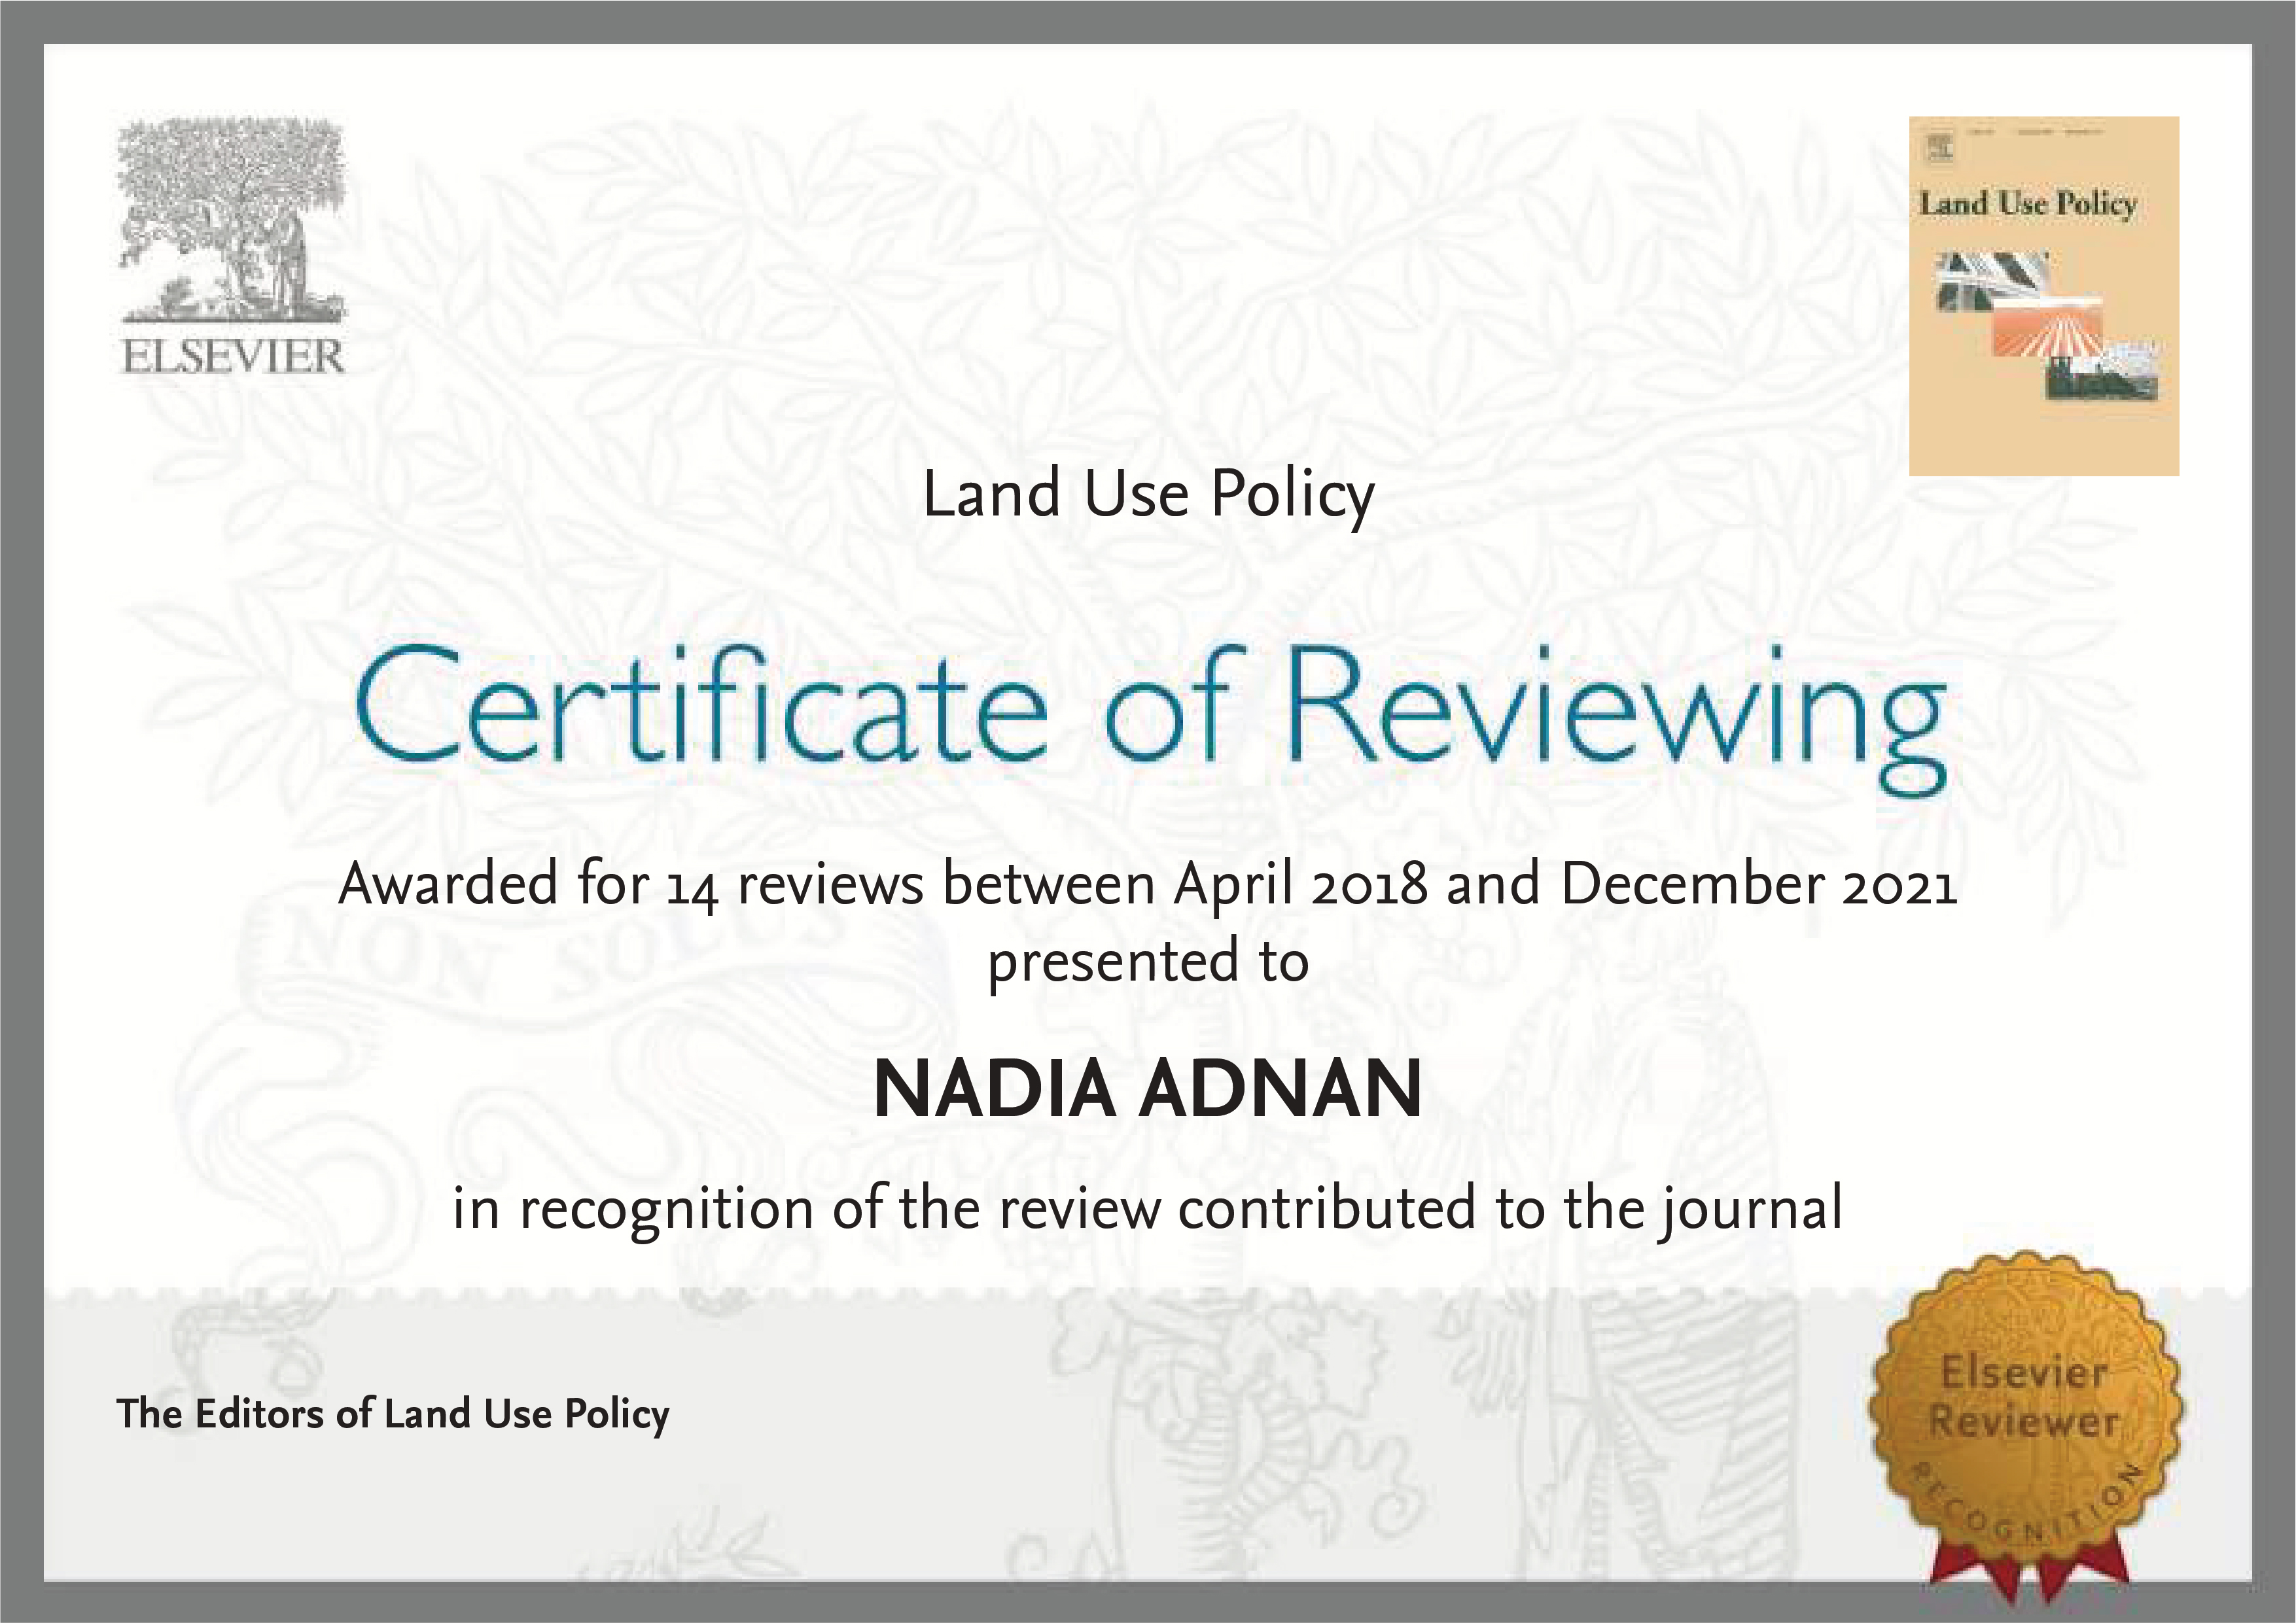 ELSEVIER
Land Use Policy
Land Use Policy
Certificate of Reviewing
Awarded for 14 reviews between April 2018 and December 2021
presented to
NADIA ADNAN
in recognition of the review contributed to the journal
NON SOLUS
The Editors of Land Use Policy
Elsevier
Reviewer
RECOGNITION